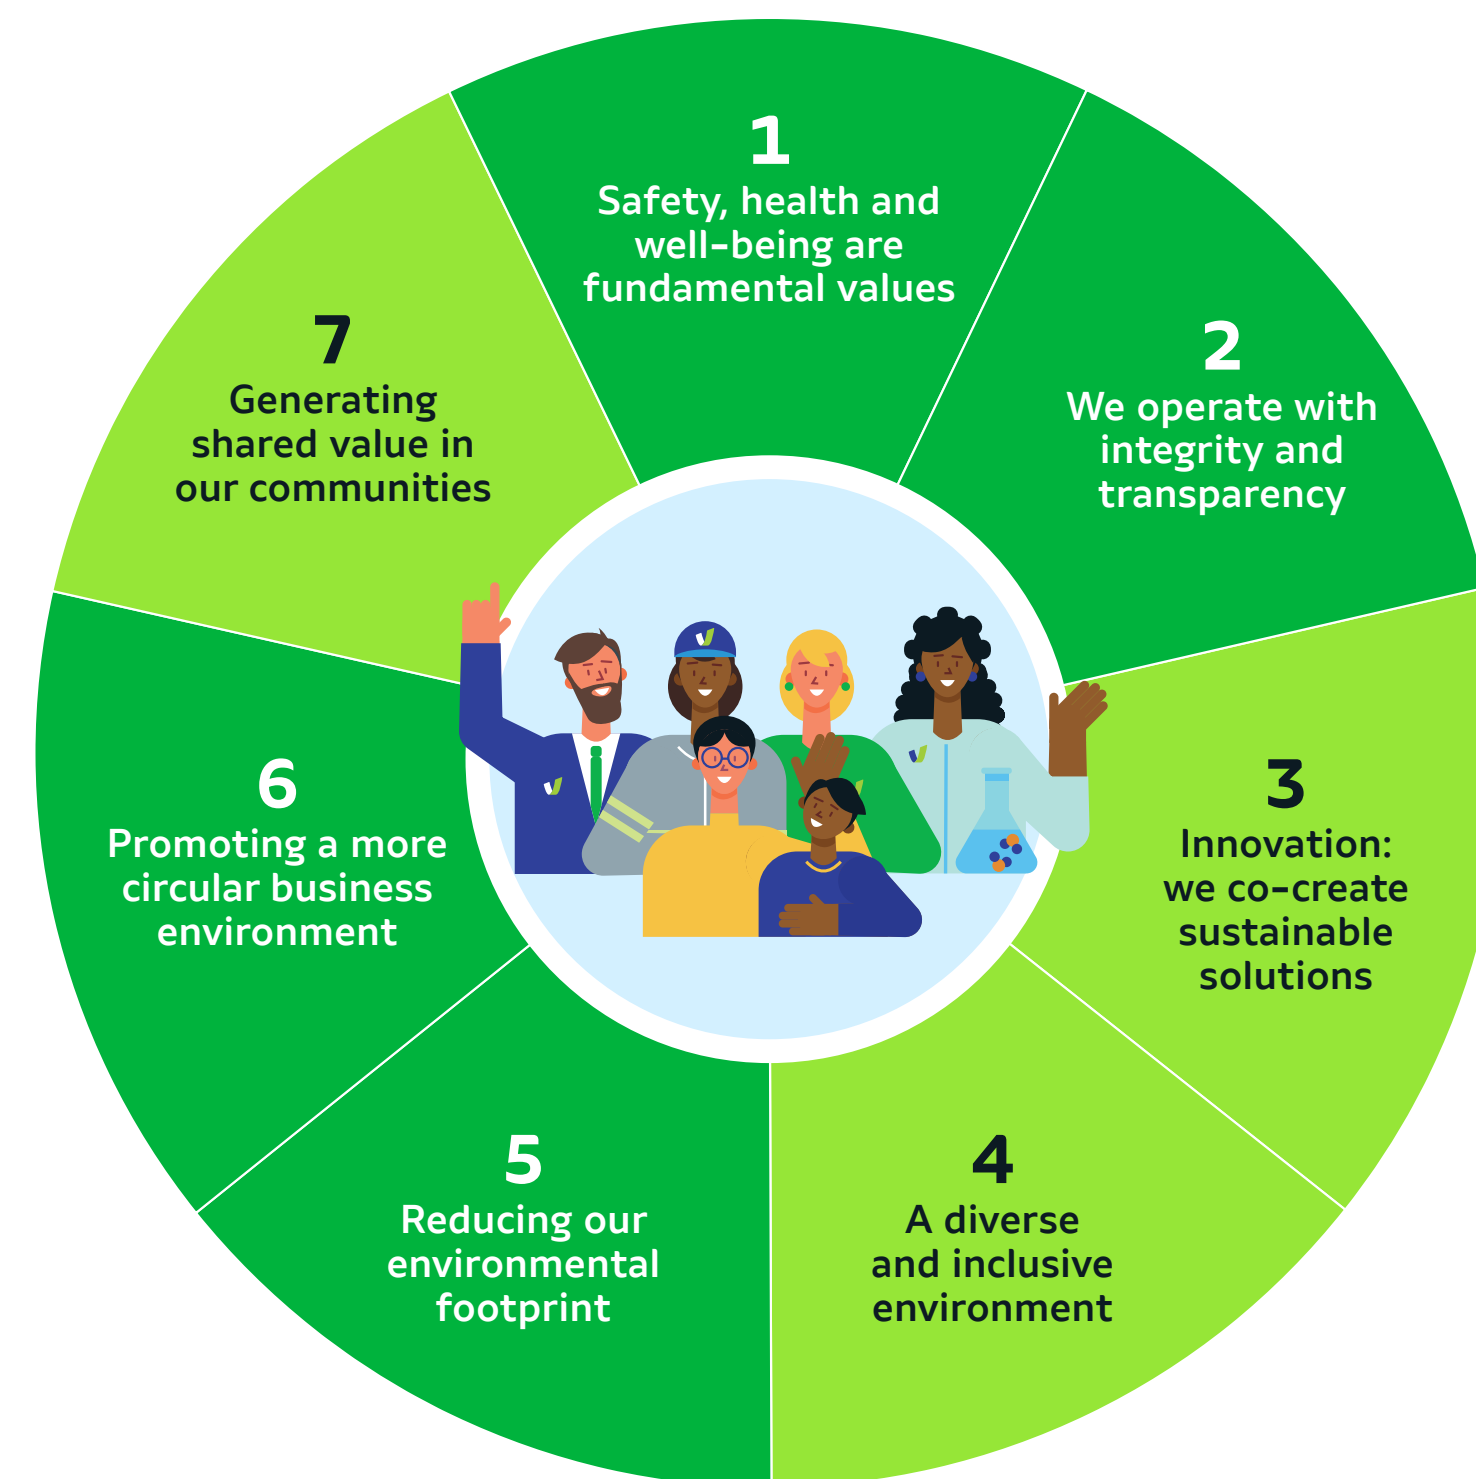 1
Safety, health and
well-being are
fundamental values
2
We operate with
integrity and
transparency
3
Innovation:
we co-create
sustainable
solutions
4
A diverse
and inclusive
environment
5
Reducing our
environmental
footprint
6
Promoting a more
circular business
environment
7
Generating
shared value in
our communities